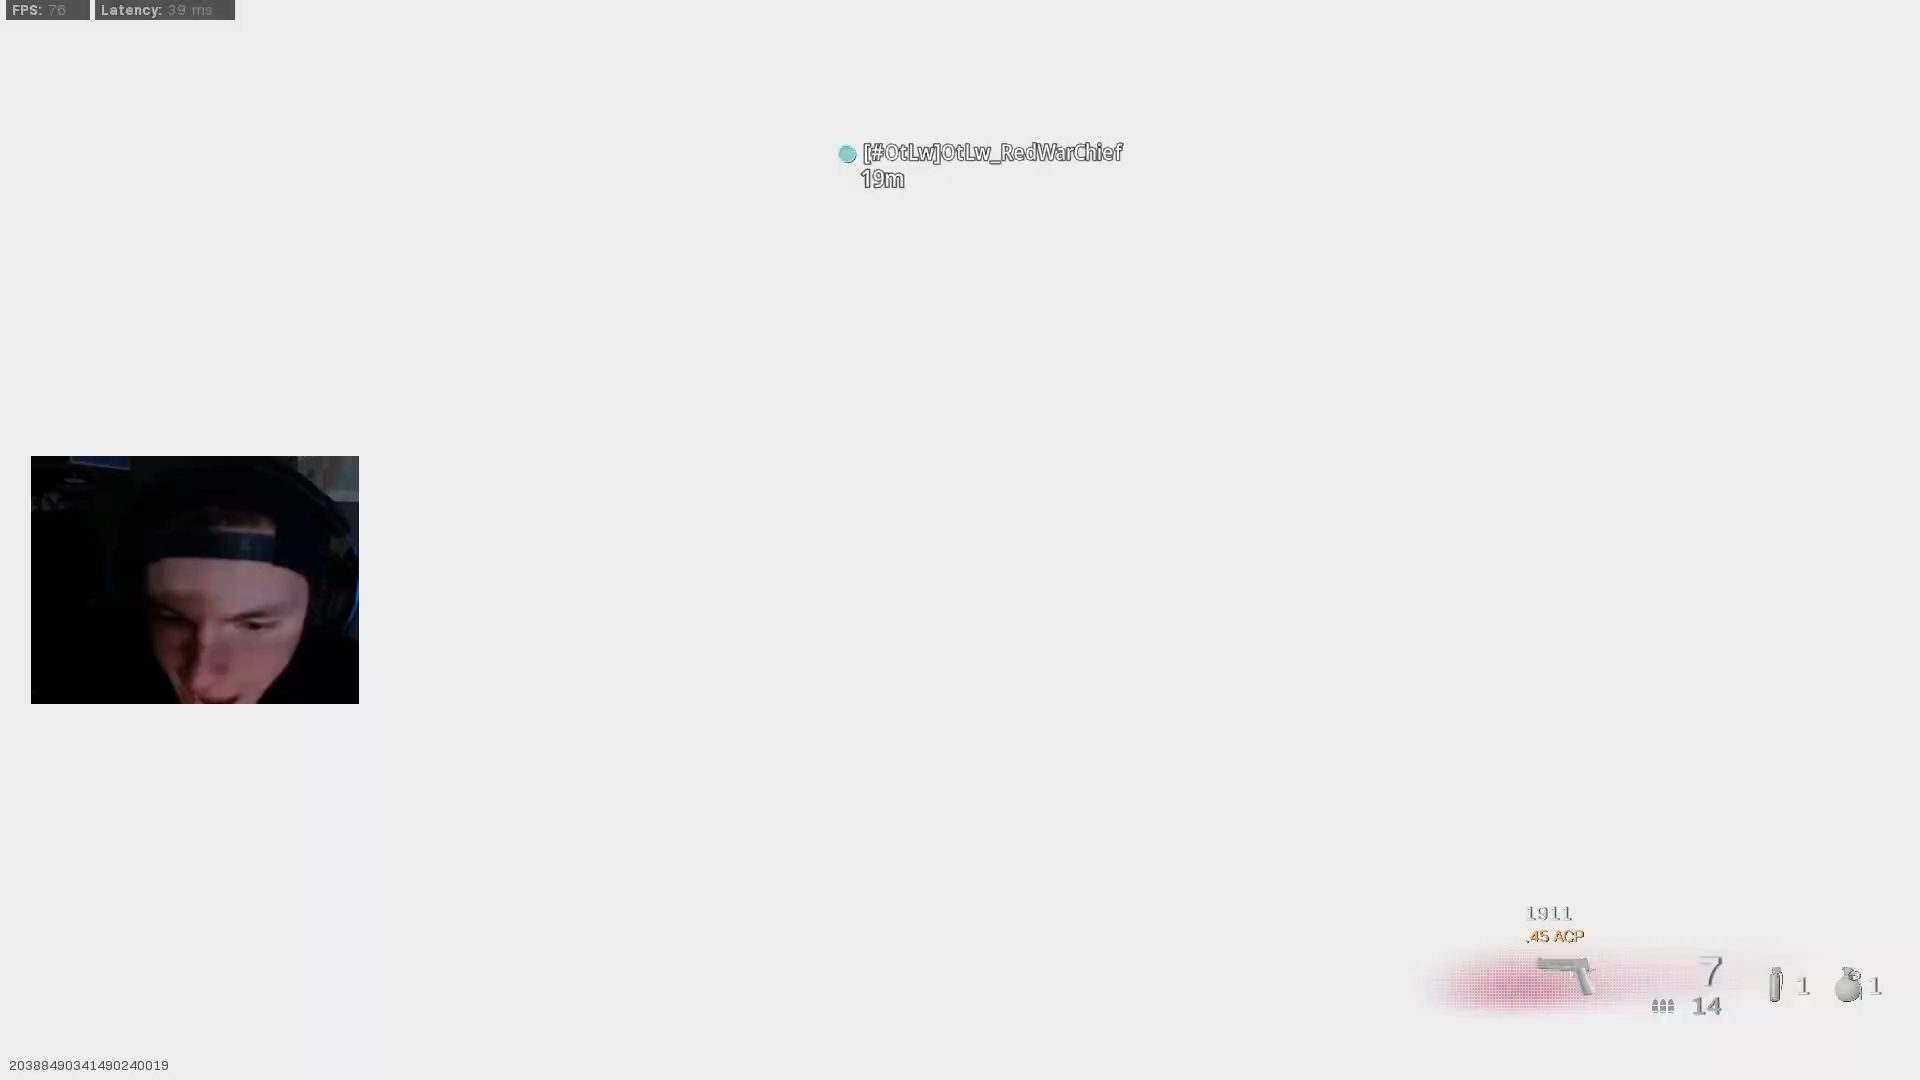 FPS: 76 Latency: 39 ms
[#OtLw]OtLw_RedWarChief
19m
1911
.45 ACP
7
14
1
1
20388490341490240019